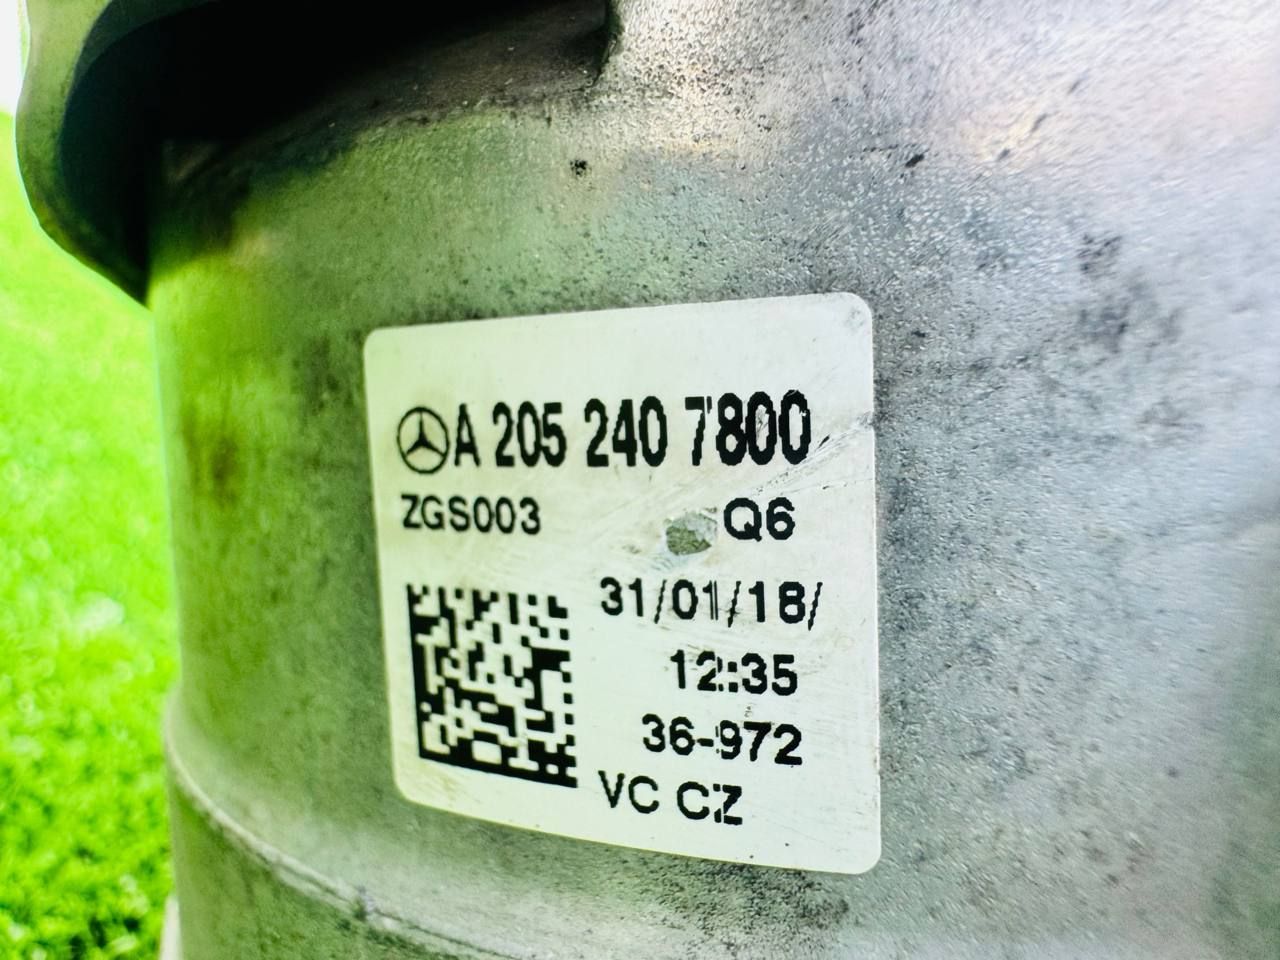 A 205 240 7800
ZGS003 Q6
31/01/18/
12:35
36-972
VC CZ